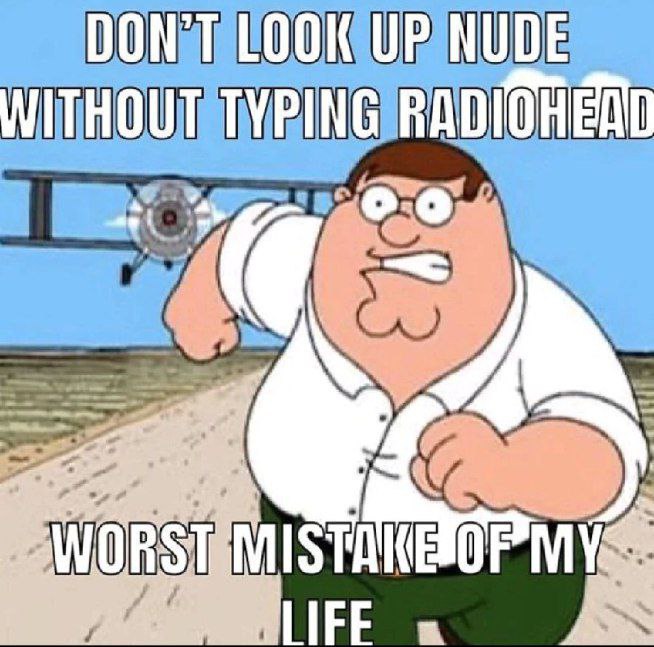 DON'T LOOK UP NUDE
WITHOUT TYPING RADIOHEAD
WORST MISTAKE OF MY
LIFE